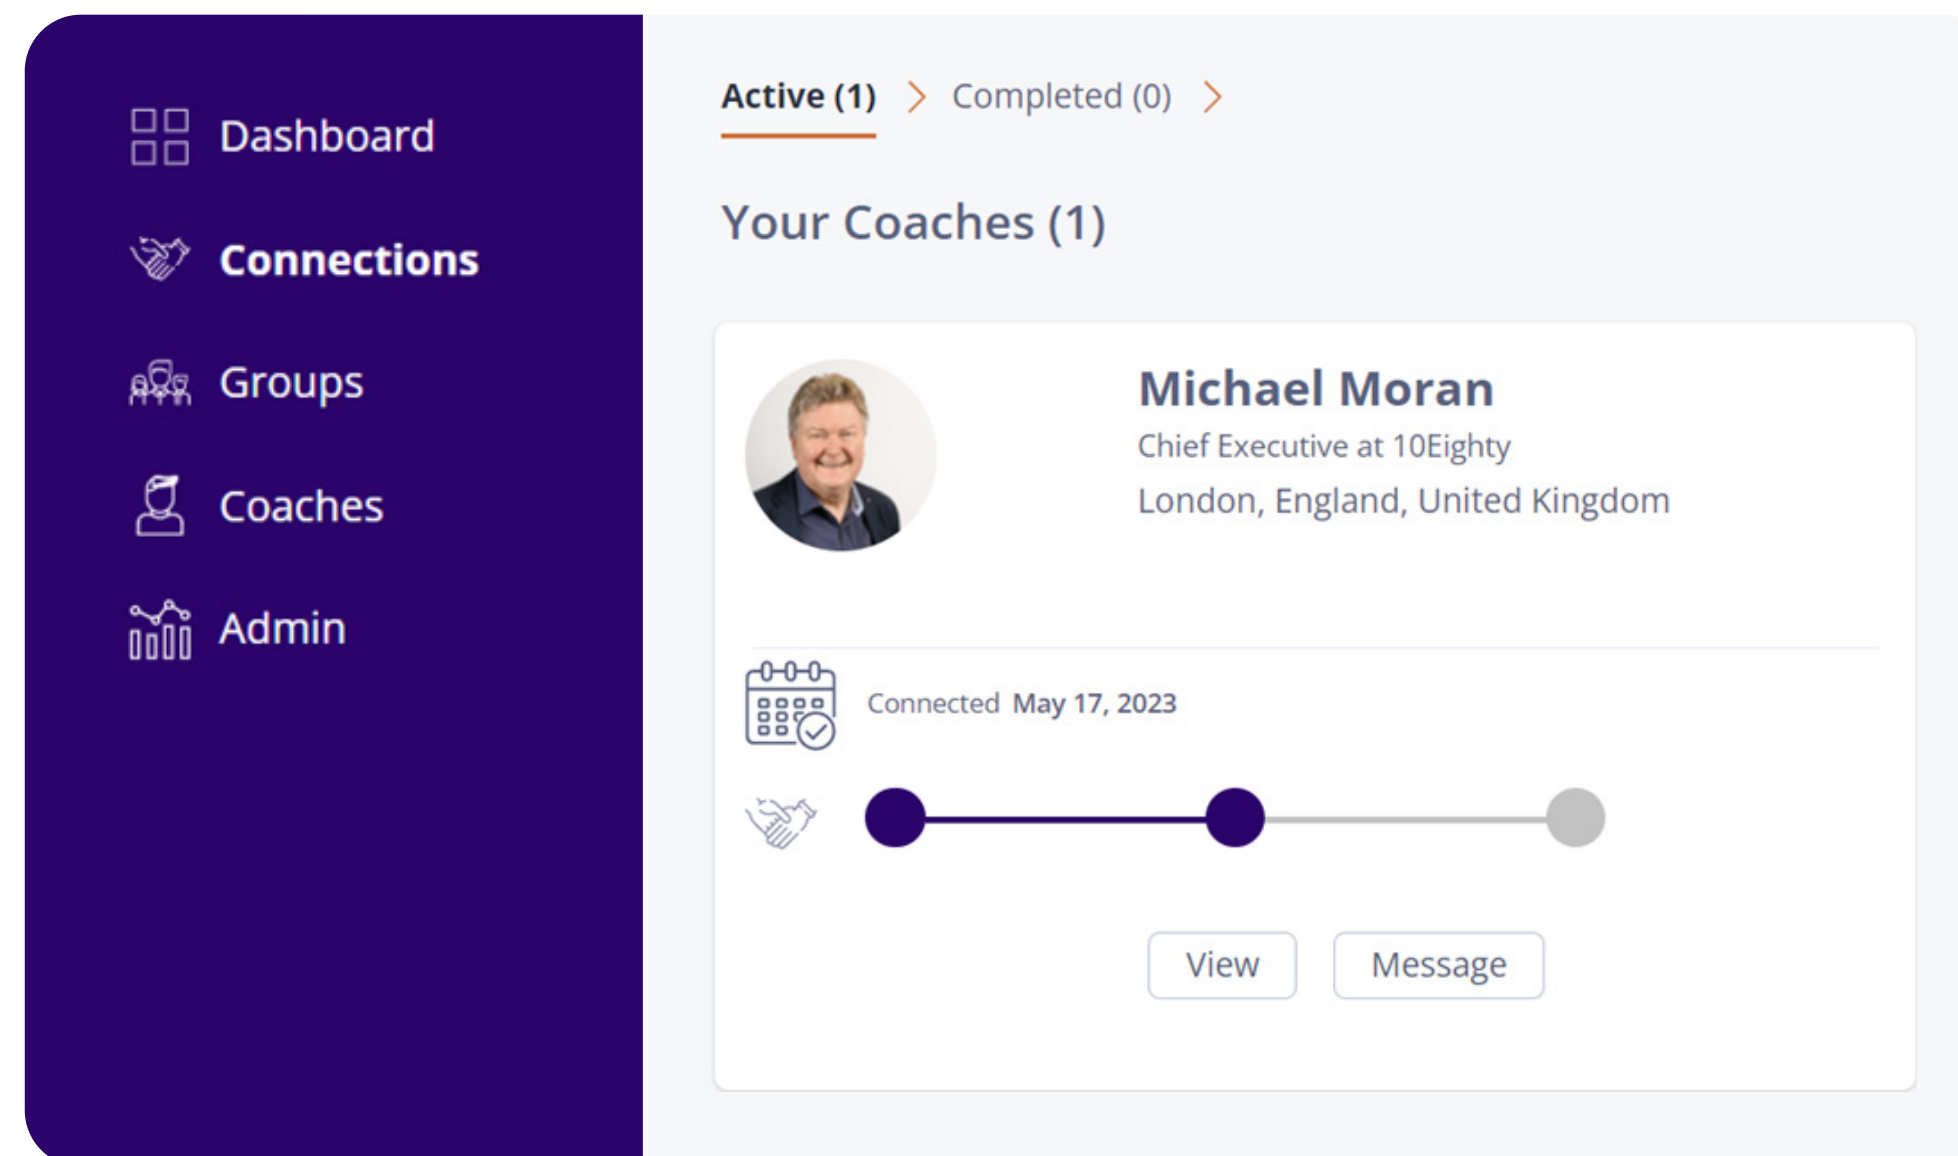 Dashboard
Connections
Groups
Coaches
Admin
Active (1) > Completed (0) >
Your Coaches (1)
Michael Moran
Chief Executive at 10Eighty
London, England, United Kingdom
Connected May 17, 2023
View Message